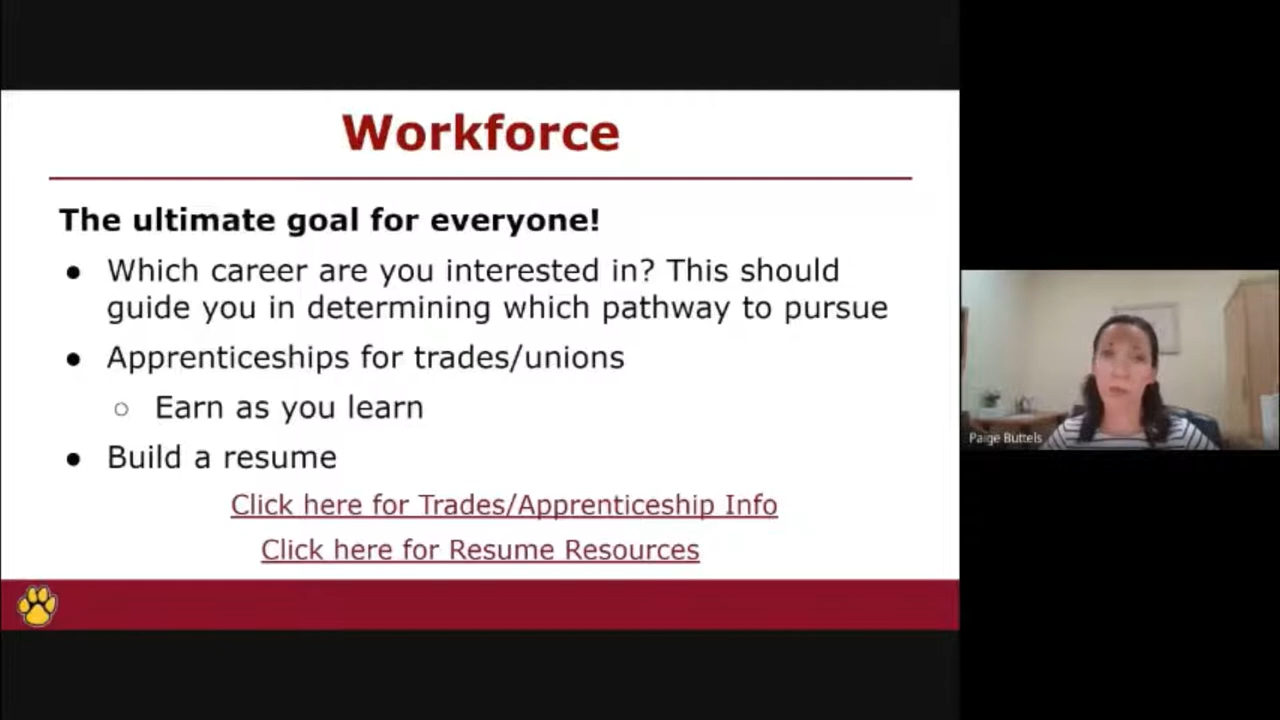 Workforce
The ultimate goal for everyone!
● Which career are you interested in? This should
guide you in determining which pathway to pursue
● Apprenticeships for trades/unions
○ Earn as you learn
● Build a resume
Click here for Trades/Apprenticeship Info
Click here for Resume Resources
Paige Buttels